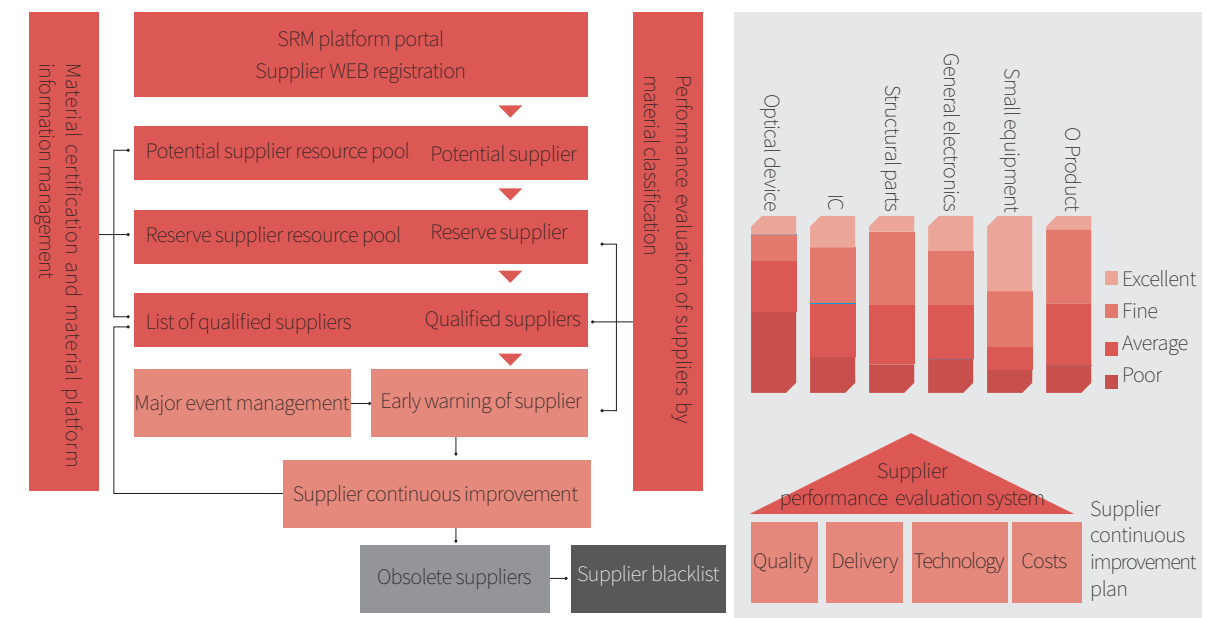 Material certification and material platform
information management
SRM platform portal
Supplier WEB registration
Potential supplier resource pool
Potential supplier
Reserve supplier resource pool
Reserve supplier
List of qualified suppliers
Qualified suppliers
Major event management
Early warning of supplier
Supplier continuous improvement
Obsolete suppliers
Supplier blacklist
Performance evaluation of suppliers by
material classification
Optical device
IC
Structural parts
General electronics
Small equipment
O Product
Excellent
Fine
Average
Poor
Supplier
performance evaluation system
Quality
Delivery
Technology
Costs
Supplier
continuous
improvement
plan